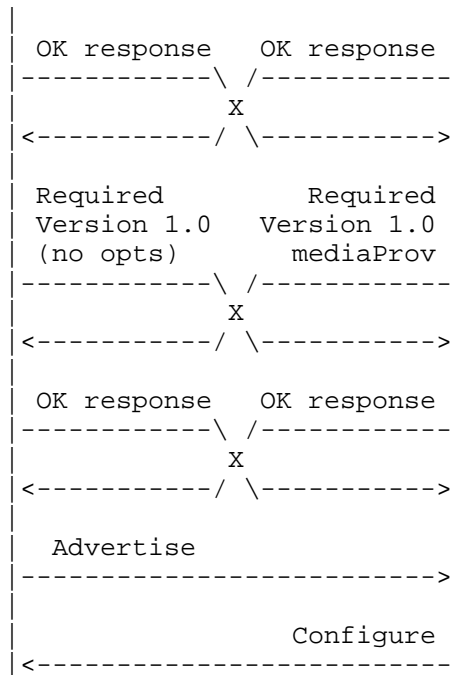 |
|
| OK response   OK response
|------------\ /------------
|             X
|<-----------/ \----------->
|
| Required         Required
| Version 1.0   Version 1.0
| (no opts)       mediaProv
|------------\ /------------
|             X
|<-----------/ \----------->
|
| OK response   OK response
|------------\ /------------
|             X
|<-----------/ \----------->
|
|  Advertise
|-------------------------->
|
|                 Configure
|<--------------------------